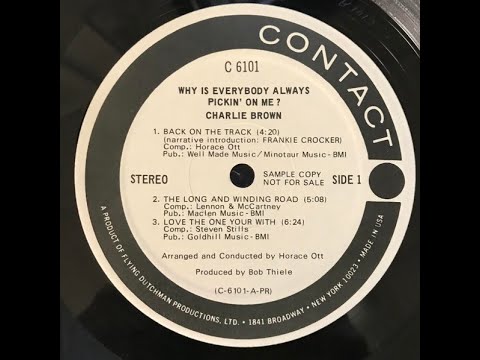 CONTACT
C 6101
WHY IS EVERYBODY ALWAYS
PICKIN' ON ME?
CHARLIE BROWN
1. BACK ON THE TRACK (4:20)
(narrative introduction: FRANKIE CROCKER)
Comp.: Horace Ott
Pub.: Well Made Music/Minotaur Music-BMI
STEREO
SAMPLE COPY
NOT FOR SALE
SIDE 1
2. THE LONG AND WINDING ROAD (5:08)
Comp.: Lennon & McCartney
Pub.: Maclen Music - BMI
3. LOVE THE ONE YOUR WITH (6:24)
Comp.: Steven Stills
Pub.: Goldhill Music - BMI
Arranged and Conducted by Horace Ott
Produced by Bob Thiele
(C-6101-A-PR)
A PRODUCT OF FLYING DUTCHMAN PRODUCTIONS, LTD. • 1841 BROADWAY • NEW YORK 10023 • MADE IN USA